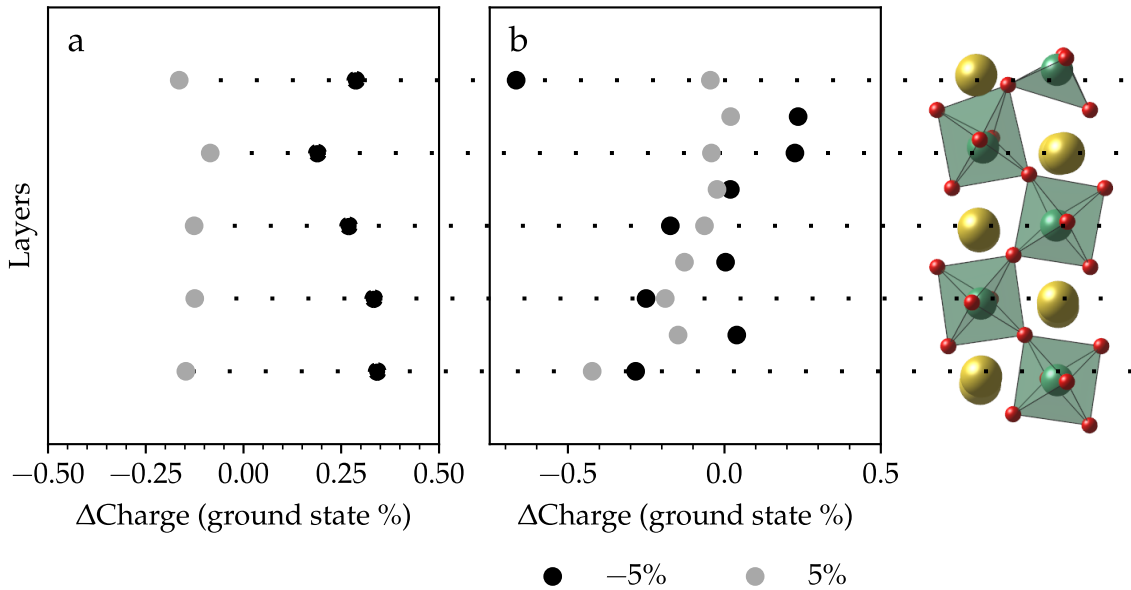 a
b
Layers
−0.50 −0.25 0.00 0.25 0.50
−0.5 0.0 0.5
ΔCharge (ground state %)
ΔCharge (ground state %)
−5% 5%